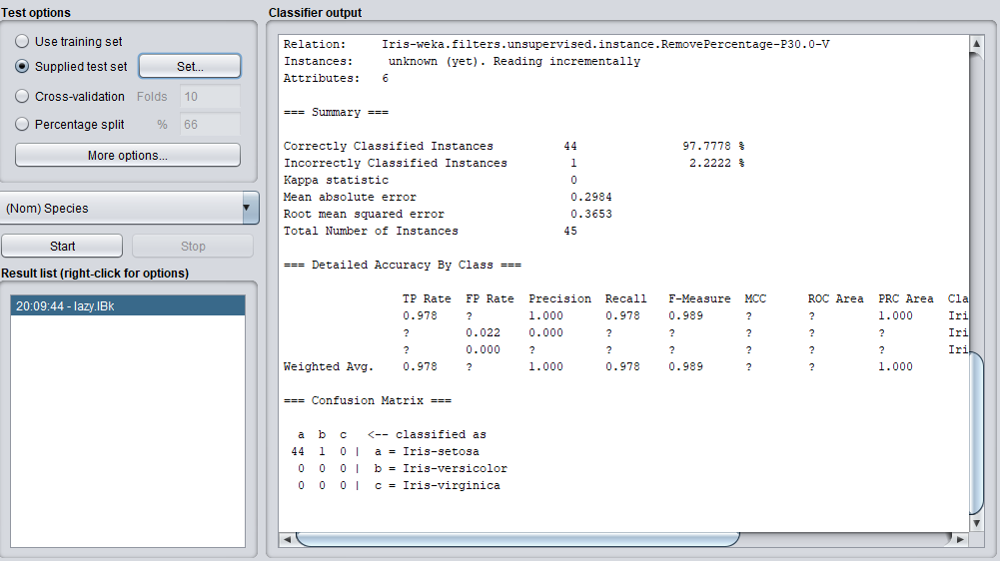 Test options
Use training set
Supplied test set Set...
Cross-validation Folds 10
Percentage split % 66
More options...
(Nom) Species
Start Stop
Result list (right-click for options)
20:09:44 - lazy.IBk
Classifier output
Relation: Iris-weka.filters.unsupervised.instance.RemovePercentage-P30.0-V
Instances: unknown (yet). Reading incrementally
Attributes: 6
=== Summary ===
Correctly Classified Instances 44 97.7778 %
Incorrectly Classified Instances 1 2.2222 %
Kappa statistic 0
Mean absolute error 0.2984
Root mean squared error 0.3653
Total Number of Instances 45
=== Detailed Accuracy By Class ===
TP Rate FP Rate Precision Recall F-Measure MCC ROC Area PRC Area Cla
0.978 ? 1.000 0.978 0.989 ? ? 1.000 Iri
? 0.022 0.000 ? ? ? ? ? Iri
? 0.000 ? ? ? ? ? ? Iri
Weighted Avg. 0.978 ? 1.000 0.978 0.989 ? ? 1.000
=== Confusion Matrix ===
a b c <-- classified as
44 1 0 | a = Iris-setosa
0 0 0 | b = Iris-versicolor
0 0 0 | c = Iris-virginica